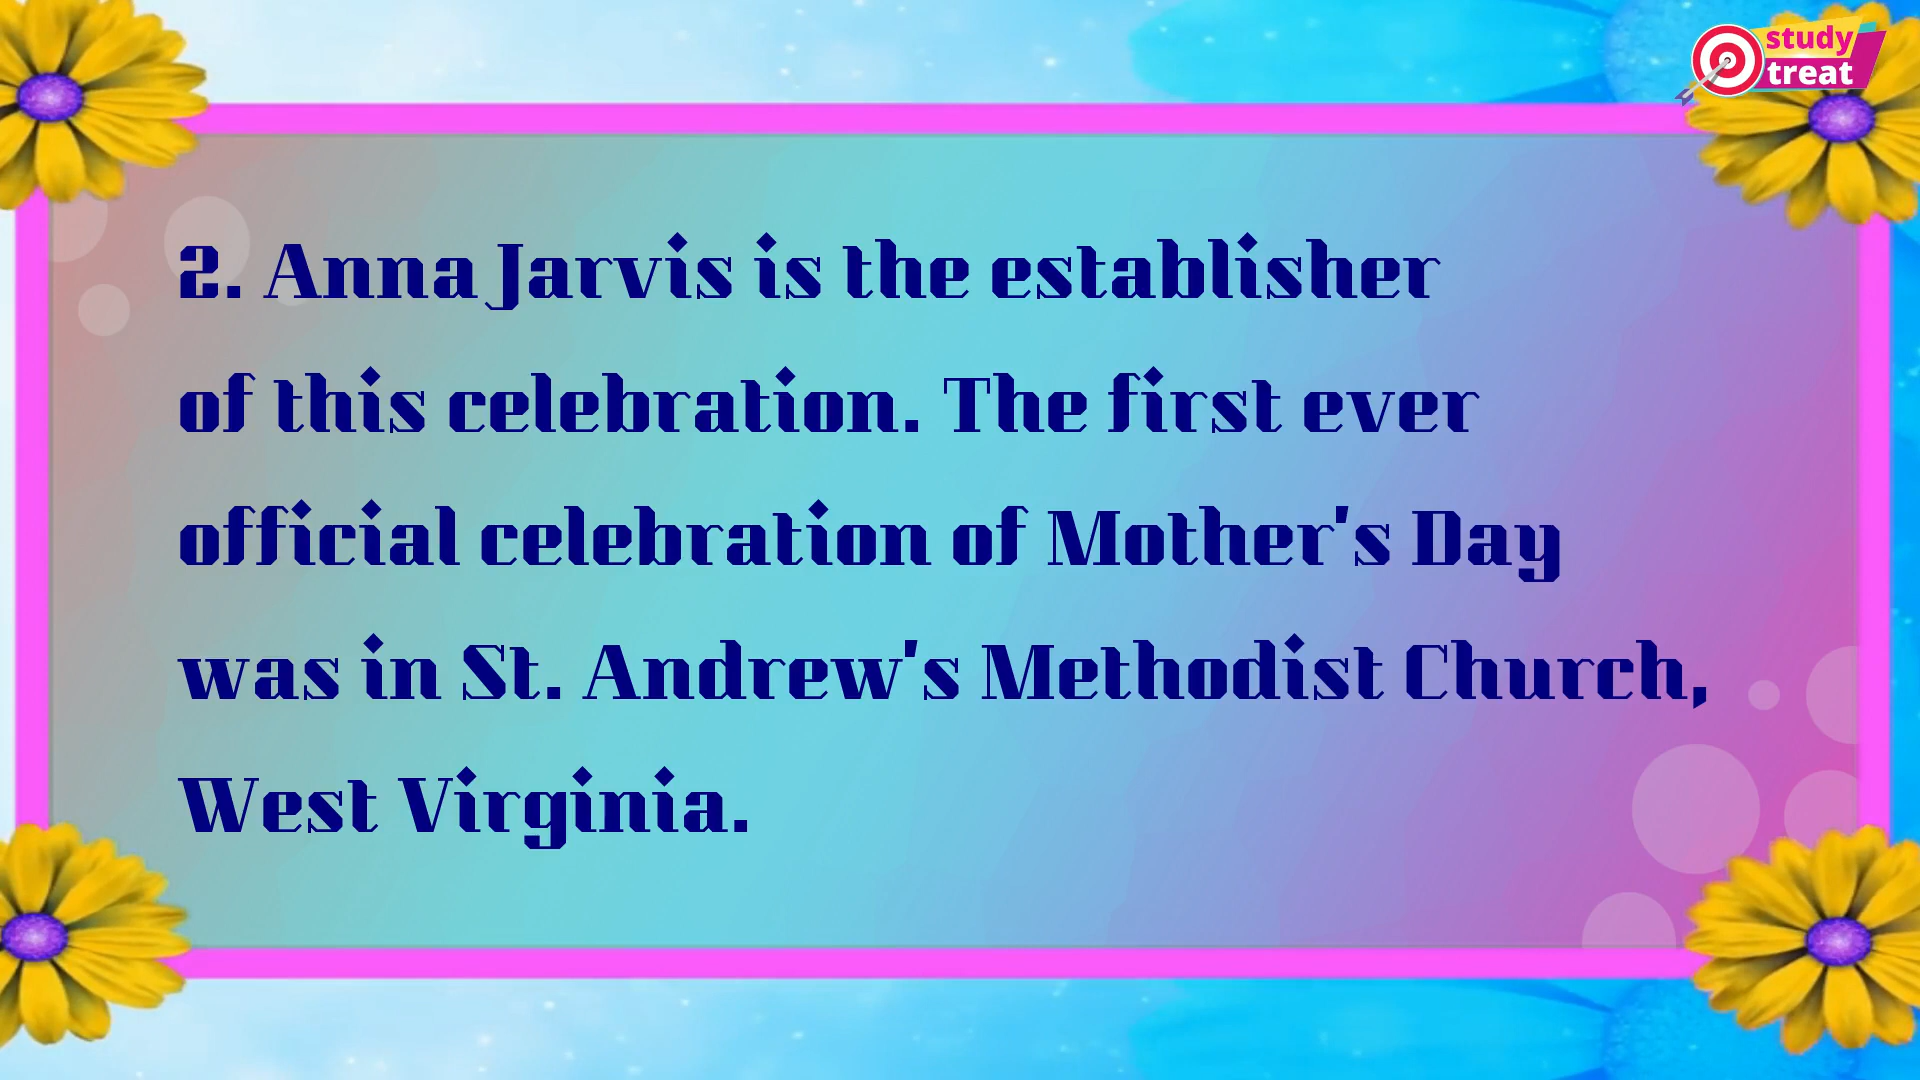 study
treat
2. Anna Jarvis is the establisher
of this celebration. The first ever
official celebration of Mother's Day
was in St. Andrew's Methodist Church,
West Virginia.